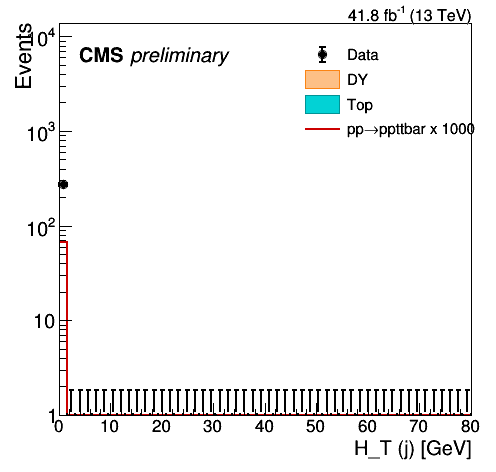 41.8 fb⁻¹ (13 TeV)
Events
CMS preliminary
Data
DY
Top
pp→ppttbar x 1000
10⁴
10³
10²
10
1
0 10 20 30 40 50 60 70 80
H_T (j) [GeV]